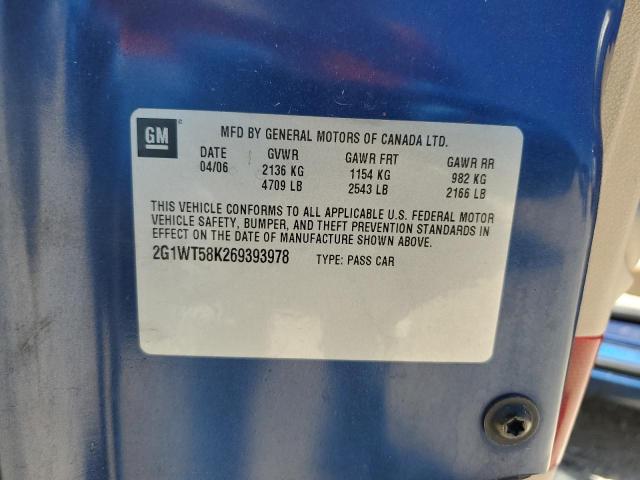 GM
MFD BY GENERAL MOTORS OF CANADA LTD.
DATE GVWR GAWR FRT GAWR RR
04/06 2136 KG 1154 KG 982 KG
4709 LB 2543 LB 2166 LB
THIS VEHICLE CONFORMS TO ALL APPLICABLE U.S. FEDERAL MOTOR
VEHICLE SAFETY, BUMPER, AND THEFT PREVENTION STANDARDS IN
EFFECT ON THE DATE OF MANUFACTURE SHOWN ABOVE.
2G1WT58K269393978 TYPE: PASS CAR